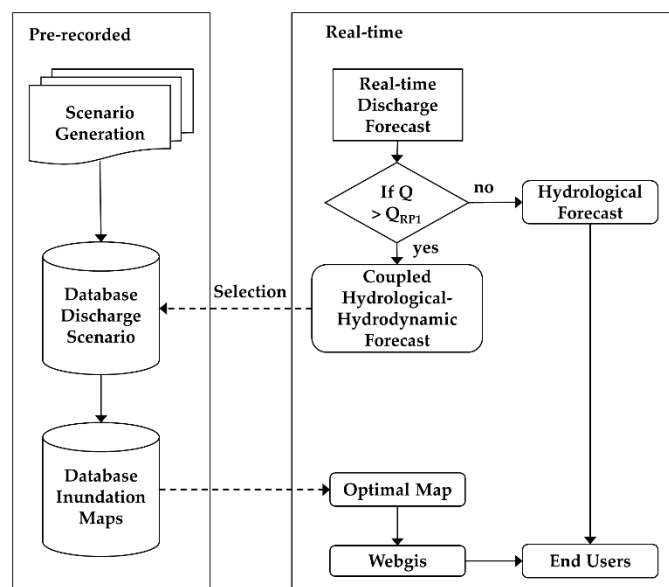 Pre-recorded
Scenario
Generation
Database
Discharge
Scenario
Database
Inundation
Maps
Selection
Real-time
Real-time
Discharge
Forecast
If Q
> QRP1
no
yes
Hydrological
Forecast
Coupled
Hydrological-
Hydrodynamic
Forecast
Optimal Map
Webgis
End Users